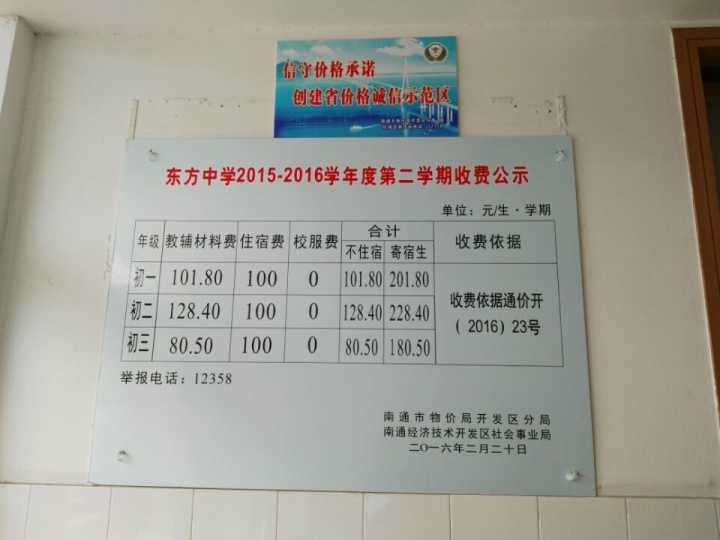 信守价格承诺
创建省价格诚信示范区
东方中学2015-2016学年度第二学期收费公示
单位：元/生·学期
年级 教辅材料费 住宿费 校服费 合计 收费依据
不住宿 寄宿生
初一 101.80 100 0 101.80 201.80
初二 128.40 100 0 128.40 228.40
初三 80.50 100 0 80.50 180.50
收费依据通价开
（2016）23号
举报电话：12358
南通市物价局开发区分局
南通经济技术开发区社会事业局
二〇一六年二月二十日